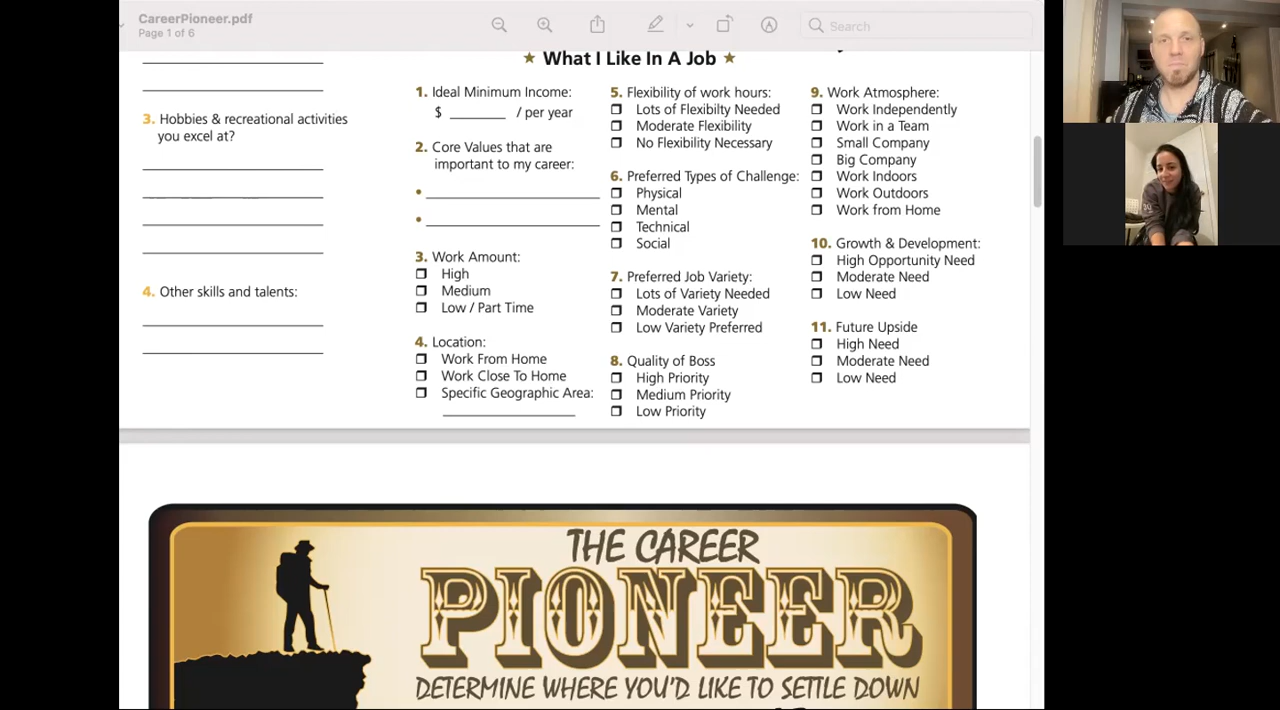 CareerPioneer.pdf
Page 1 of 6
Search
★ What I Like In A Job ★
3. Hobbies & recreational activities
you excel at?
4. Other skills and talents:
1. Ideal Minimum Income:
$ ______ / per year
2. Core Values that are
important to my career:
3. Work Amount:
High
Medium
Low / Part Time
4. Location:
Work From Home
Work Close To Home
Specific Geographic Area:
5. Flexibility of work hours:
Lots of Flexibilty Needed
Moderate Flexibility
No Flexibility Necessary
6. Preferred Types of Challenge:
Physical
Mental
Technical
Social
7. Preferred Job Variety:
Lots of Variety Needed
Moderate Variety
Low Variety Preferred
8. Quality of Boss
High Priority
Medium Priority
Low Priority
9. Work Atmosphere:
Work Independently
Work in a Team
Small Company
Big Company
Work Indoors
Work Outdoors
Work from Home
10. Growth & Development:
High Opportunity Need
Moderate Need
Low Need
11. Future Upside
High Need
Moderate Need
Low Need
THE CAREER
PIONEER
DETERMINE WHERE YOU'D LIKE TO SETTLE DOWN